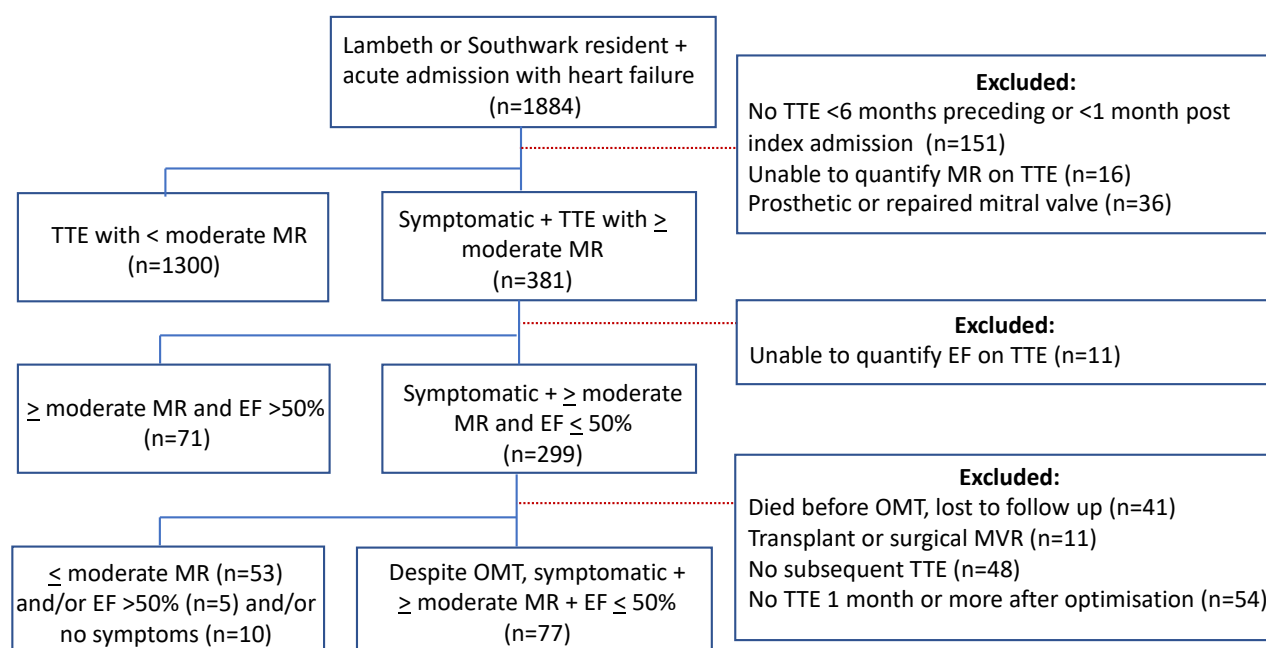 Lambeth or Southwark resident +
acute admission with heart failure
(n=1884)
Excluded:
No TTE <6 months preceding or <1 month post
index admission (n=151)
Unable to quantify MR on TTE (n=16)
Prosthetic or repaired mitral valve (n=36)
TTE with < moderate MR
(n=1300)
Symptomatic + TTE with ≥
moderate MR
(n=381)
Excluded:
Unable to quantify EF on TTE (n=11)
≥ moderate MR and EF >50%
(n=71)
Symptomatic + ≥ moderate
MR and EF ≤ 50%
(n=299)
Excluded:
Died before OMT, lost to follow up (n=41)
Transplant or surgical MVR (n=11)
No subsequent TTE (n=48)
No TTE 1 month or more after optimisation (n=54)
≤ moderate MR (n=53)
and/or EF >50% (n=5) and/or
no symptoms (n=10)
Despite OMT, symptomatic +
≥ moderate MR + EF ≤ 50%
(n=77)